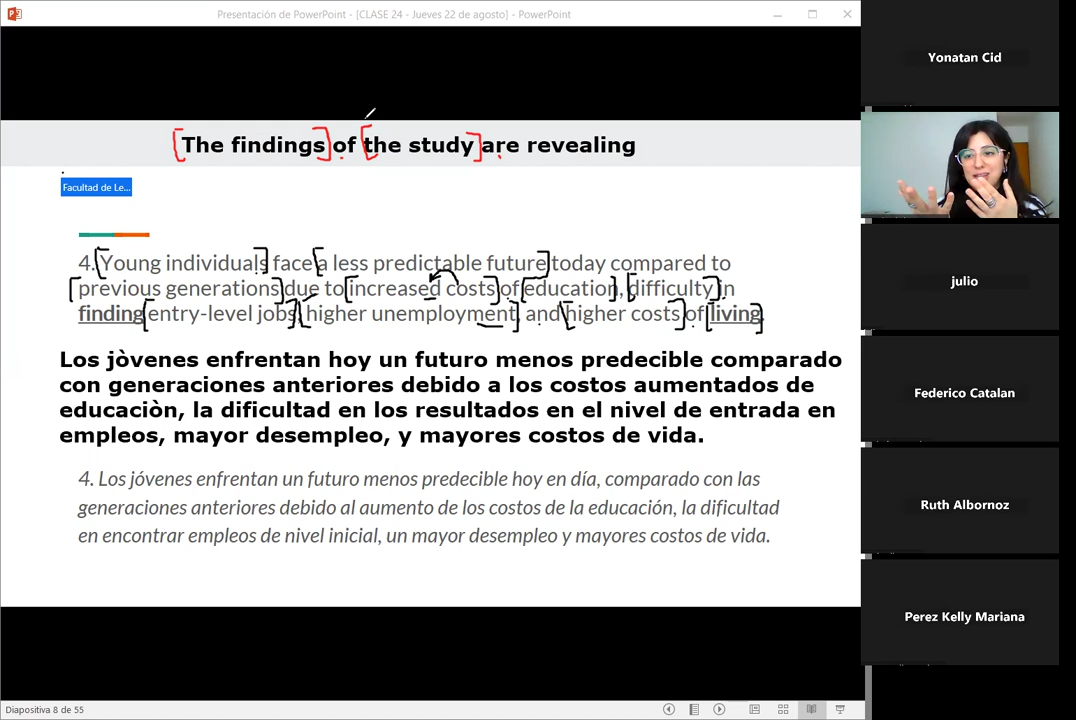 Presentación de PowerPoint - [CLASE 24 - Jueves 22 de agosto] - PowerPoint
Yonatan Cid
The findings of the study are revealing
Facultad de Le...
4. Young individuals face a less predictable future today compared to
previous generations due to increased costs of education, difficulty in
finding entry-level jobs, higher unemployment, and higher costs of living.
julio
Los jòvenes enfrentan hoy un futuro menos predecible comparado
con generaciones anteriores debido a los costos aumentados de
educaciòn, la dificultad en los resultados en el nivel de entrada en
empleos, mayor desempleo, y mayores costos de vida.
Federico Catalan
4. Los jóvenes enfrentan un futuro menos predecible hoy en día, comparado con las
generaciones anteriores debido al aumento de los costos de la educación, la dificultad
en encontrar empleos de nivel inicial, un mayor desempleo y mayores costos de vida.
Ruth Albornoz
Perez Kelly Mariana
Diapositiva 8 de 55